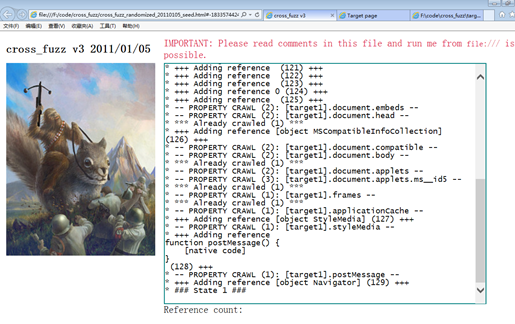 file:///F:/code/cross_fuzz/cross_fuzz_randomized_20110105_seed.html#-1833574424
cross_fuzz v3
Target page
F:\code\cross_fuzz\targ...
文件(F) 编辑(E) 查看(V) 收藏夹(A) 工具(T) 帮助(H)
cross_fuzz v3 2011/01/05
IMPORTANT: Please read comments in this file and run me from file:/// is
possible.
* +++ Adding reference  (121) +++
* +++ Adding reference  (122) +++
* +++ Adding reference  (123) +++
* +++ Adding reference 0 (124) +++
* +++ Adding reference  (125) +++
* -- PROPERTY CRAWL (2): [target1].document.embeds --
* -- PROPERTY CRAWL (2): [target1].document.head --
* *** Already crawled (1) ***
* +++ Adding reference [object MSCompatibleInfoCollection]
(126) +++
* -- PROPERTY CRAWL (2): [target1].document.compatible --
* -- PROPERTY CRAWL (2): [target1].document.body --
* *** Already crawled (1) ***
* -- PROPERTY CRAWL (2): [target1].document.applets --
* -- PROPERTY CRAWL (3): [target1].document.applets.ms__id5 --
* *** Already crawled (1) ***
* -- PROPERTY CRAWL (1): [target1].frames --
* *** Already crawled (1) ***
* -- PROPERTY CRAWL (1): [target1].applicationCache --
* +++ Adding reference [object StyleMedia] (127) +++
* -- PROPERTY CRAWL (1): [target1].styleMedia --
* +++ Adding reference
function postMessage() {
    [native code]
}
 (128) +++
* -- PROPERTY CRAWL (1): [target1].postMessage --
* +++ Adding reference [object Navigator] (129) +++
* ### State 1 ###
Reference count: